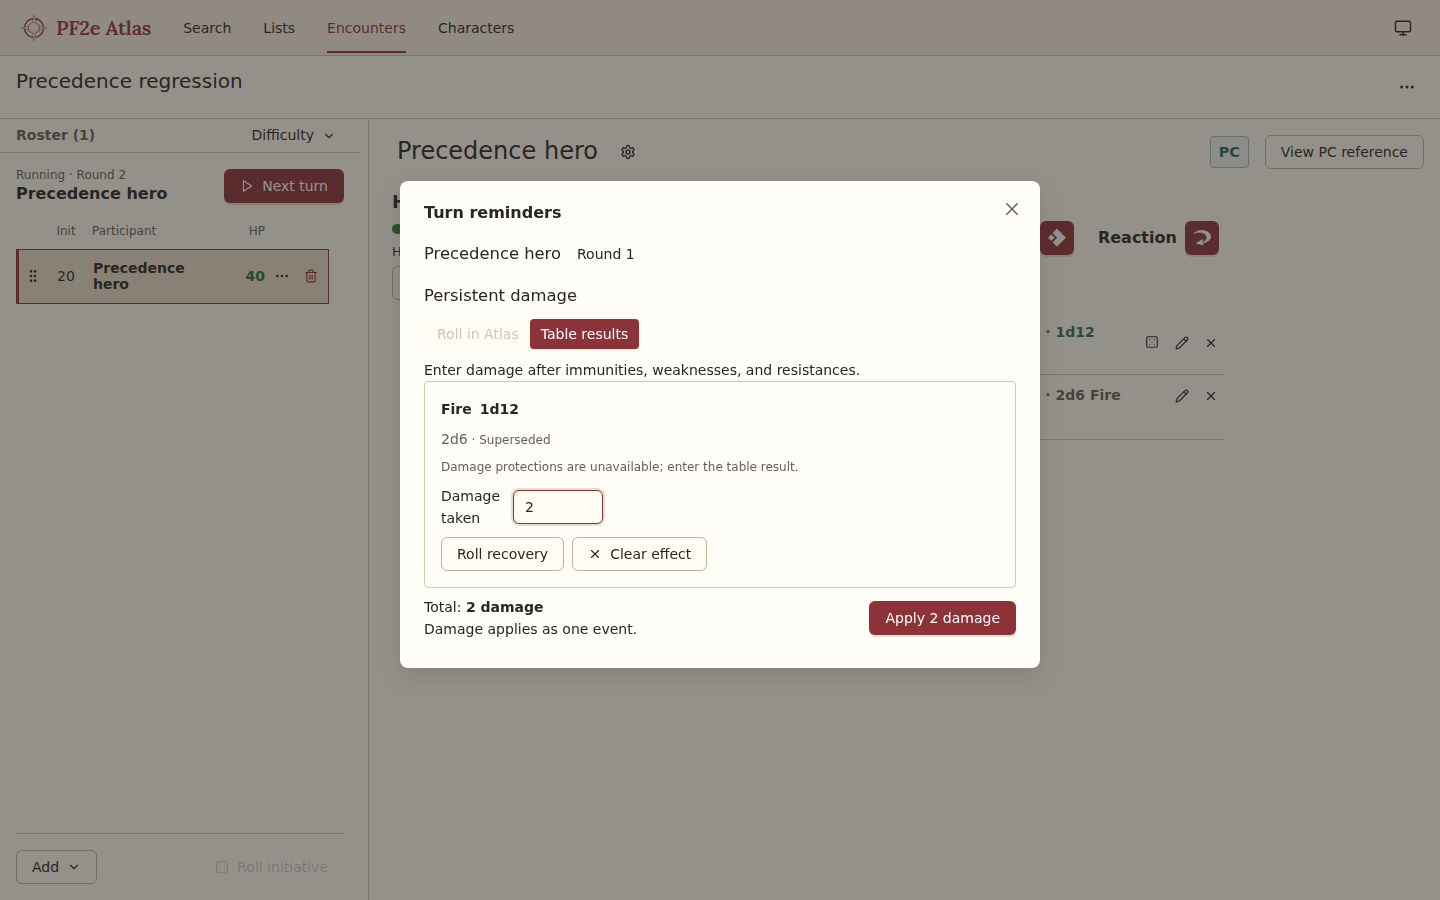 PF2e Atlas
Search
Lists
Encounters
Characters
Precedence regression
Roster (1)
Difficulty
Running · Round 2
Precedence hero
Next turn
Init
Participant
HP
20
Precedence
hero
40
Add
Roll initiative
Precedence hero
PC
View PC reference
Reaction
· 1d12
· 2d6 Fire
Turn reminders
Precedence hero
Round 1
Persistent damage
Roll in Atlas
Table results
Enter damage after immunities, weaknesses, and resistances.
Fire 1d12
2d6 · Superseded
Damage protections are unavailable; enter the table result.
Damage
taken
2
Roll recovery
Clear effect
Total: 2 damage
Damage applies as one event.
Apply 2 damage